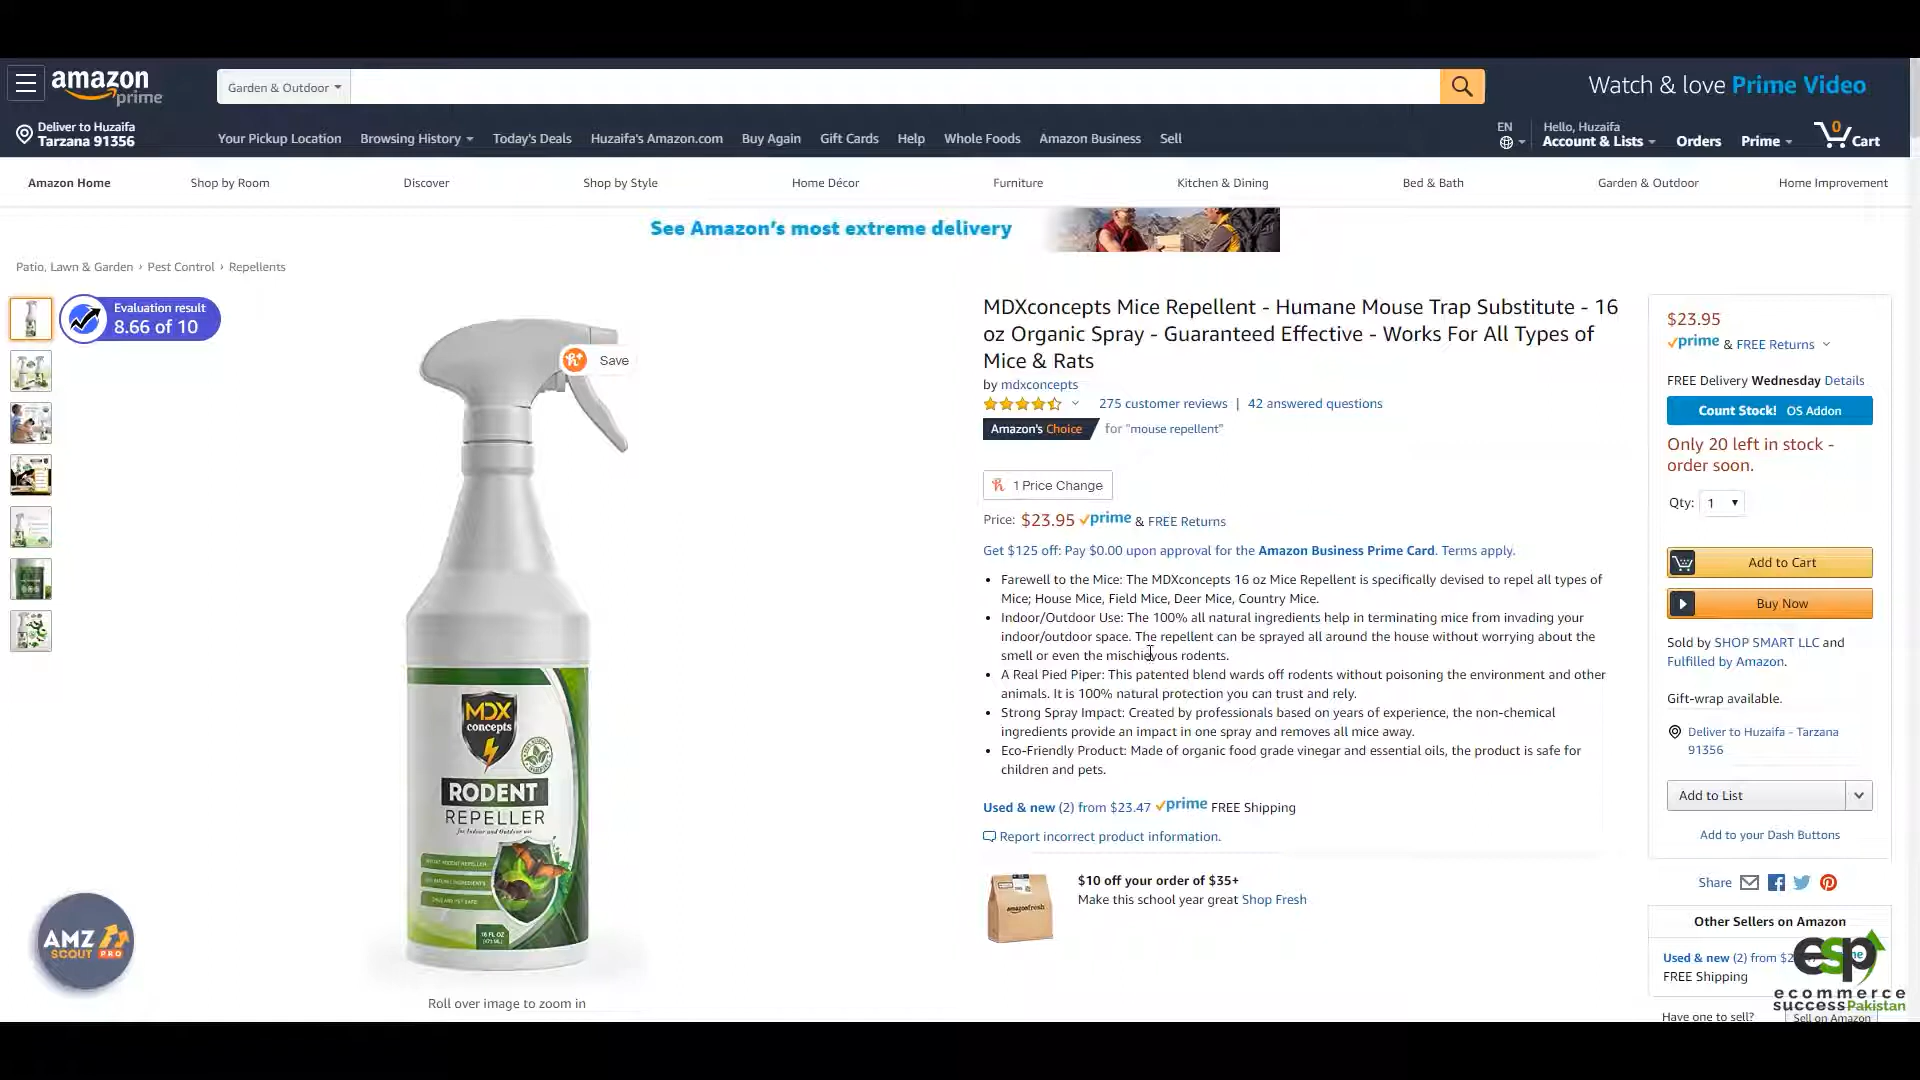 amazon
prime
Garden & Outdoor
Watch & love Prime Video
Deliver to Huzaifa
Tarzana 91356
Your Pickup Location
Browsing History
Today's Deals
Huzaifa's Amazon.com
Buy Again
Gift Cards
Help
Whole Foods
Amazon Business
Sell
EN
Hello, Huzaifa
Account & Lists
Orders
Prime
0
Cart
Amazon Home
Shop by Room
Discover
Shop by Style
Home Décor
Furniture
Kitchen & Dining
Bed & Bath
Garden & Outdoor
Home Improvement
See Amazon's most extreme delivery
Patio, Lawn & Garden › Pest Control › Repellents
Evaluation result
8.66 of 10
Save
MDX
concepts
RODENT
REPELLER
for Indoor and Outdoor use
16 FL OZ
AMZ
SCOUT PRO
Roll over image to zoom in
MDXconcepts Mice Repellent - Humane Mouse Trap Substitute - 16
oz Organic Spray - Guaranteed Effective - Works For All Types of
Mice & Rats
by mdxconcepts
275 customer reviews | 42 answered questions
Amazon's Choice for "mouse repellent"
1 Price Change
Price: $23.95 prime & FREE Returns
Get $125 off: Pay $0.00 upon approval for the Amazon Business Prime Card. Terms apply.
• Farewell to the Mice: The MDXconcepts 16 oz Mice Repellent is specifically devised to repel all types of
Mice; House Mice, Field Mice, Deer Mice, Country Mice.
• Indoor/Outdoor Use: The 100% all natural ingredients help in terminating mice from invading your
indoor/outdoor space. The repellent can be sprayed all around the house without worrying about the
smell or even the mischievous rodents.
• A Real Pied Piper: This patented blend wards off rodents without poisoning the environment and other
animals. It is 100% natural protection you can trust and rely.
• Strong Spray Impact: Created by professionals based on years of experience, the non-chemical
ingredients provide an impact in one spray and removes all mice away.
• Eco-Friendly Product: Made of organic food grade vinegar and essential oils, the product is safe for
children and pets.
Used & new (2) from $23.47 prime FREE Shipping
Report incorrect product information.
amazonfresh
$10 off your order of $35+
Make this school year great Shop Fresh
$23.95
prime & FREE Returns
FREE Delivery Wednesday Details
Count Stock! OS Addon
Only 20 left in stock -
order soon.
Qty: 1
Add to Cart
Buy Now
Sold by SHOP SMART LLC and
Fulfilled by Amazon.
Gift-wrap available.
Deliver to Huzaifa - Tarzana
91356
Add to List
Add to your Dash Buttons
Share
Other Sellers on Amazon
Used & new (2) from
FREE Shipping
Have one to sell?
Sell on Amazon
esp
ecommerce
successPakistan